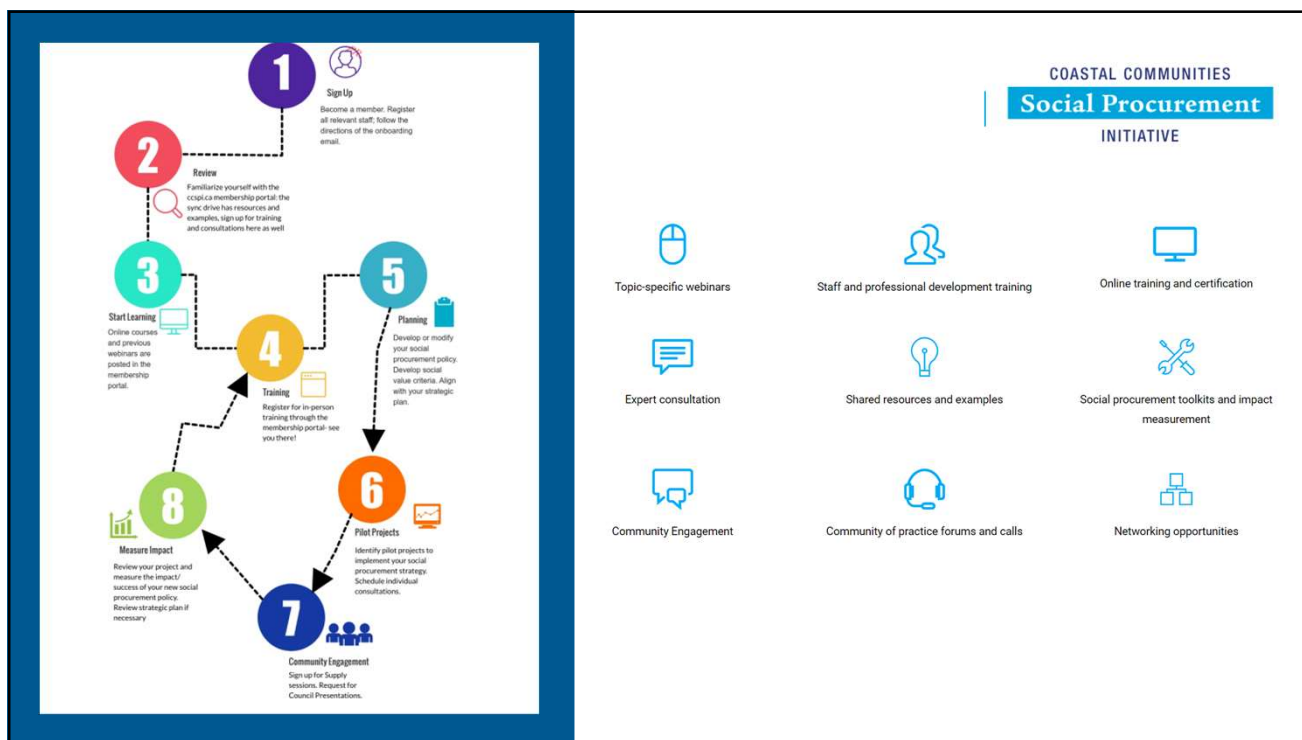 1
Sign Up
Become a member. Register
all relevant staff; follow the
directions of the onboarding
email.
2
Review
Familiarize yourself with the
ccspi.ca membership portal: the
sync drive has resources and
examples, sign up for training
and consultations here as well
3
Start Learning
Online courses
and previous
webinars are
posted in the
membership
portal.
4
Training
Register for in-person
training through the
membership portal- see
you there!
5
Planning
Develop or modify
your social
procurement policy.
Develop social
value criteria. Align
with your strategic
plan.
6
Pilot Projects
Identify pilot projects to
implement your social
procurement strategy.
Schedule individual
consultations.
7
Community Engagement
Sign up for Supply
sessions. Request for
Council Presentations.
8
Measure Impact
Review your project and
measure the impact/
success of your new social
procurement policy.
Review strategic plan if
necessary
COASTAL COMMUNITIES
Social Procurement
INITIATIVE
Topic-specific webinars
Staff and professional development training
Online training and certification
Expert consultation
Shared resources and examples
Social procurement toolkits and impact
measurement
Community Engagement
Community of practice forums and calls
Networking opportunities